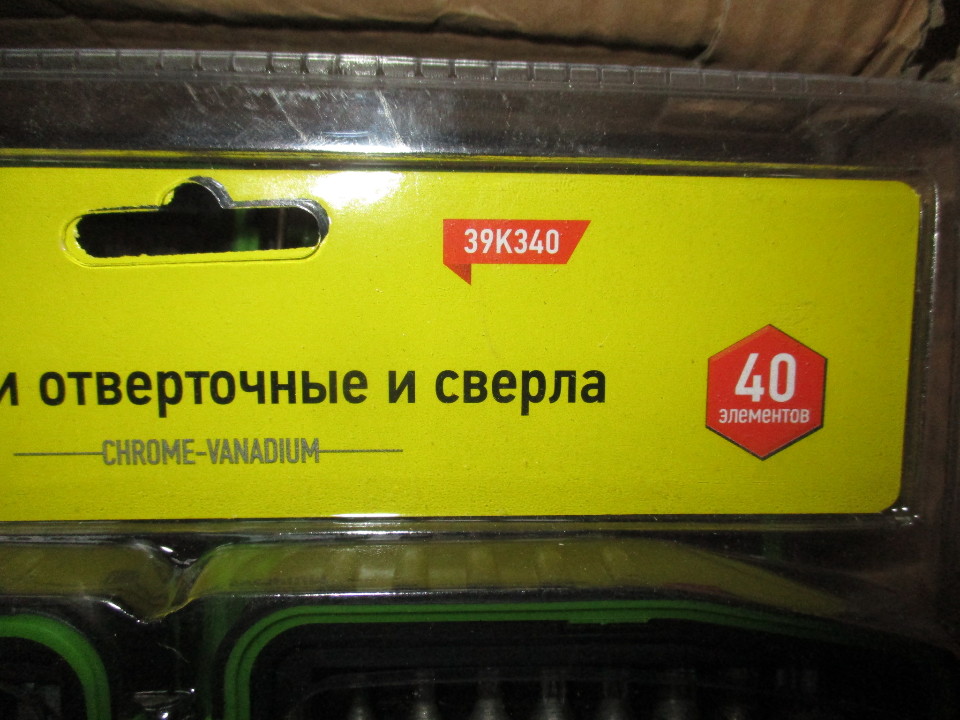 39K340
и отверточные и сверла
CHROME-VANADIUM
40
элементов